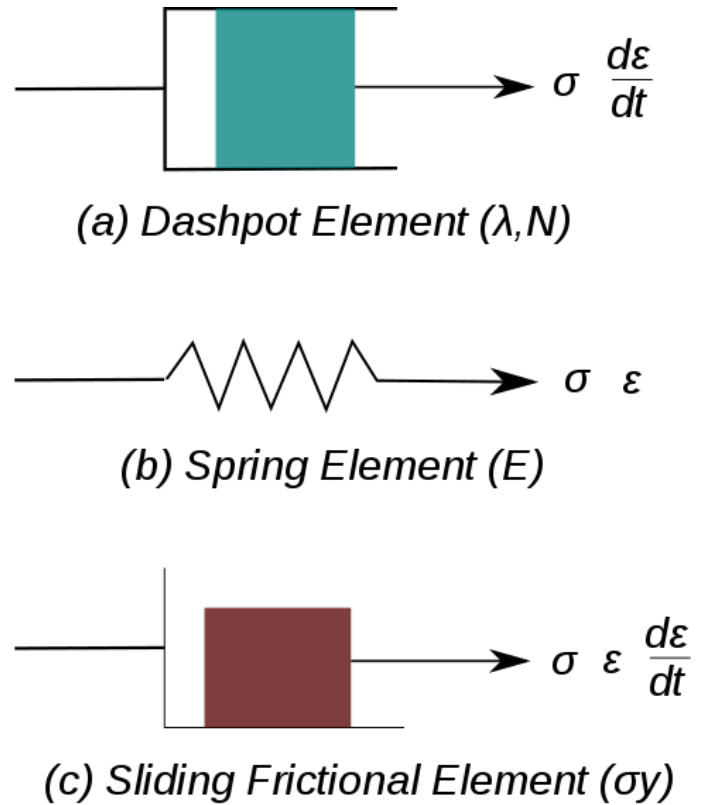 σ dε/dt
(a) Dashpot Element (λ,N)
σ ε
(b) Spring Element (E)
σ ε dε/dt
(c) Sliding Frictional Element (σy)